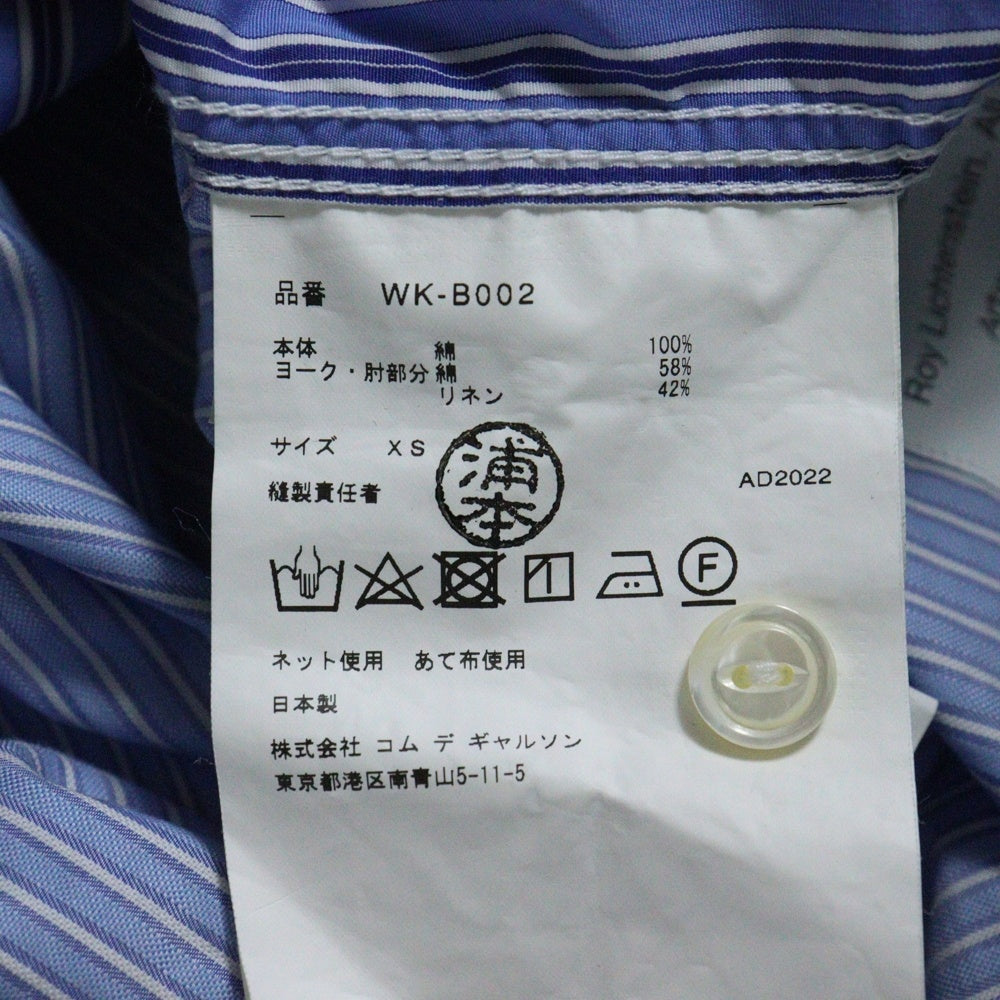 品番 WK-B002
本体 綿 100%
ヨーク・肘部分 綿 58%
リネン 42%
サイズ XS
浦本
縫製責任者
AD2022
F
ネット使用 あて布使用
日本製
株式会社 コム デ ギャルソン
東京都港区南青山5-11-5
Roy Lichtenstein,